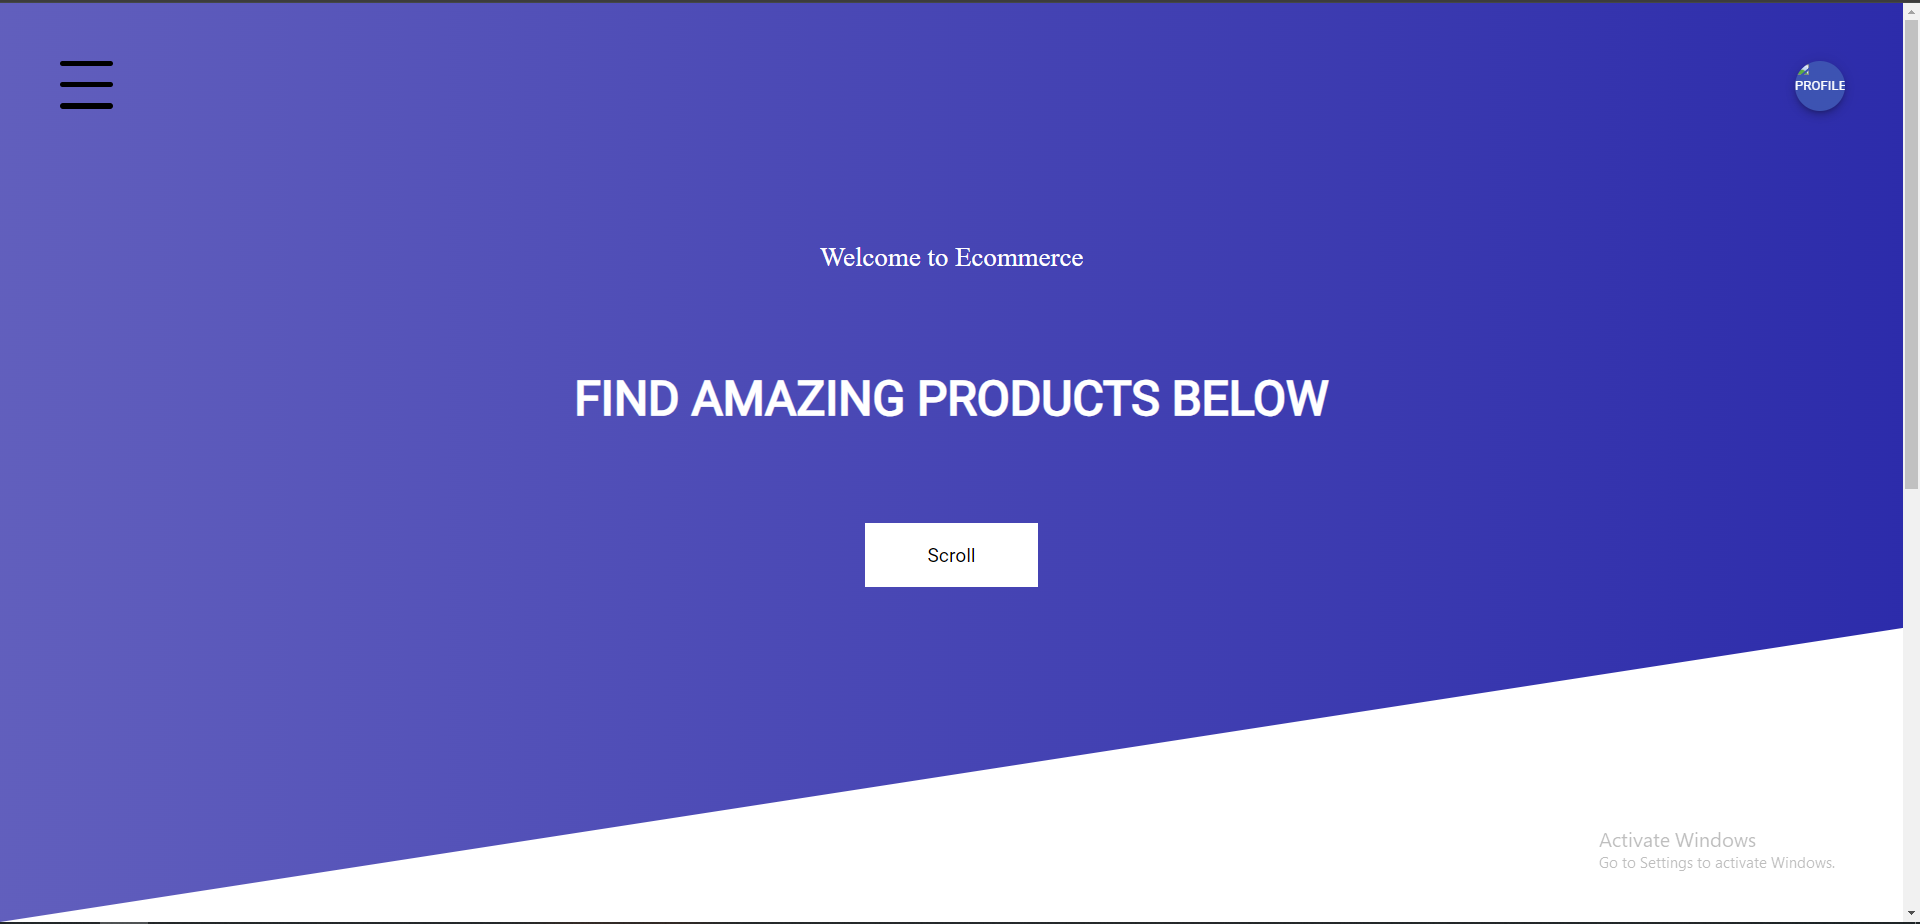 PROFILE
Welcome to Ecommerce
FIND AMAZING PRODUCTS BELOW
Scroll
Activate Windows
Go to Settings to activate Windows.